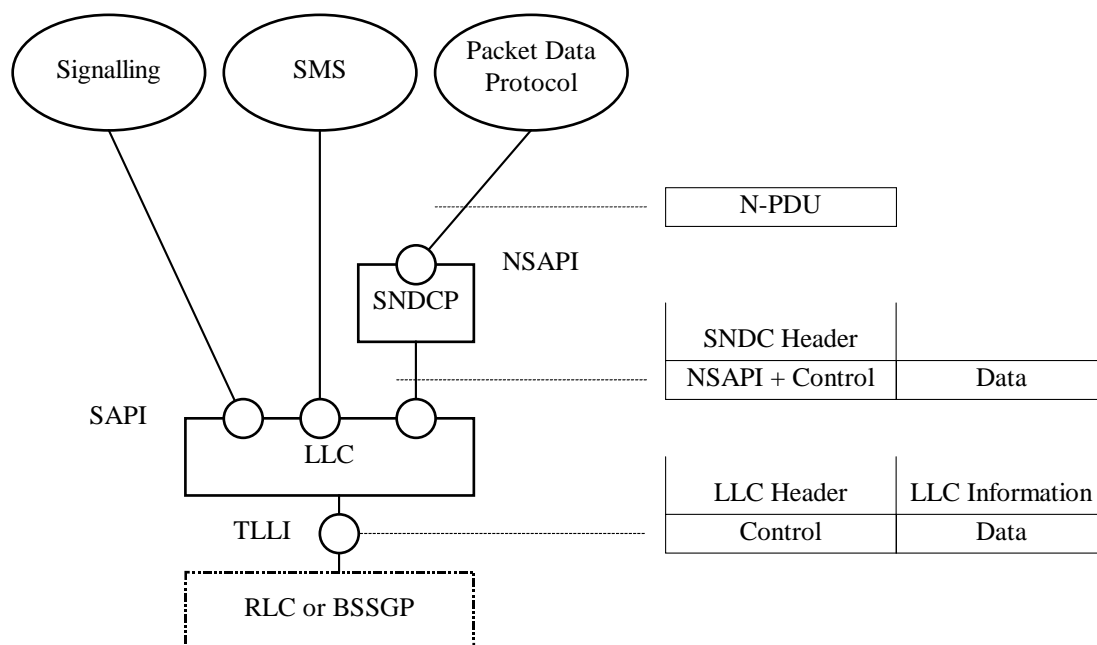 Signalling
SMS
Packet Data
Protocol
N-PDU
NSAPI
SNDCP
SNDC Header
NSAPI + Control
Data
SAPI
LLC
LLC Header
LLC Information
TLLI
Control
Data
RLC or BSSGP